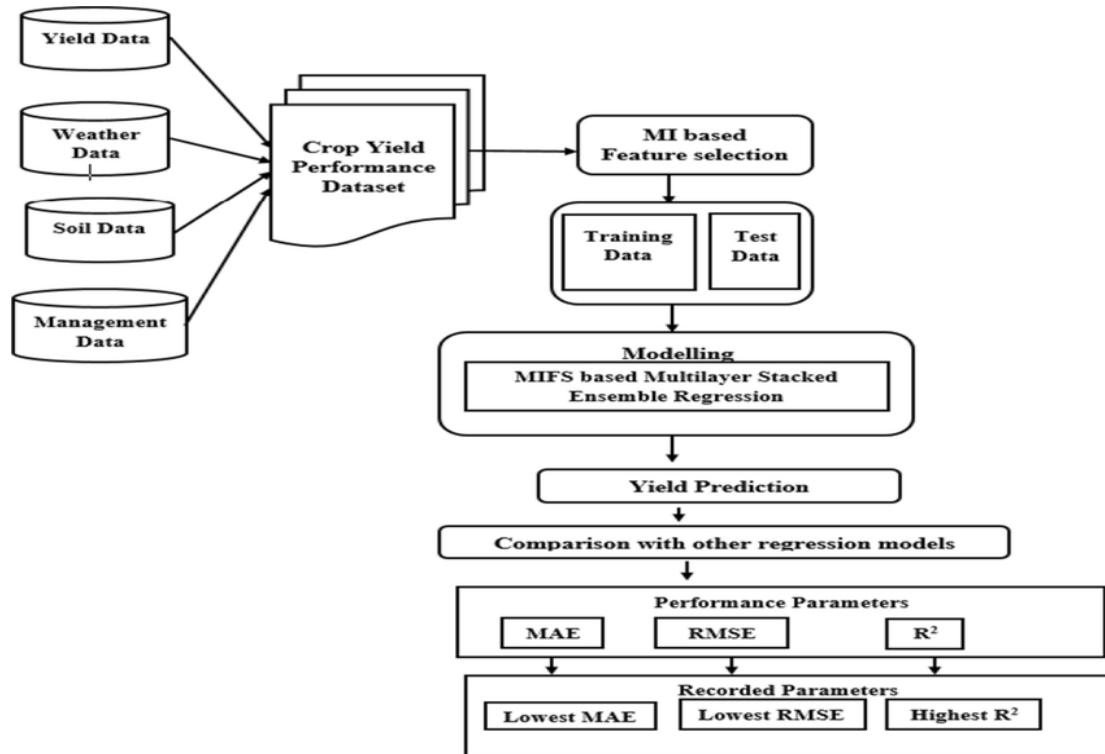 Yield Data
Weather
Data
Soil Data
Management
Data
Crop Yield
Performance
Dataset
MI based
Feature selection
Training
Data
Test
Data
Modelling
MIFS based Multilayer Stacked
Ensemble Regression
Yield Prediction
Comparison with other regression models
Performance Parameters
MAE
RMSE
R²
Recorded Parameters
Lowest MAE
Lowest RMSE
Highest R²